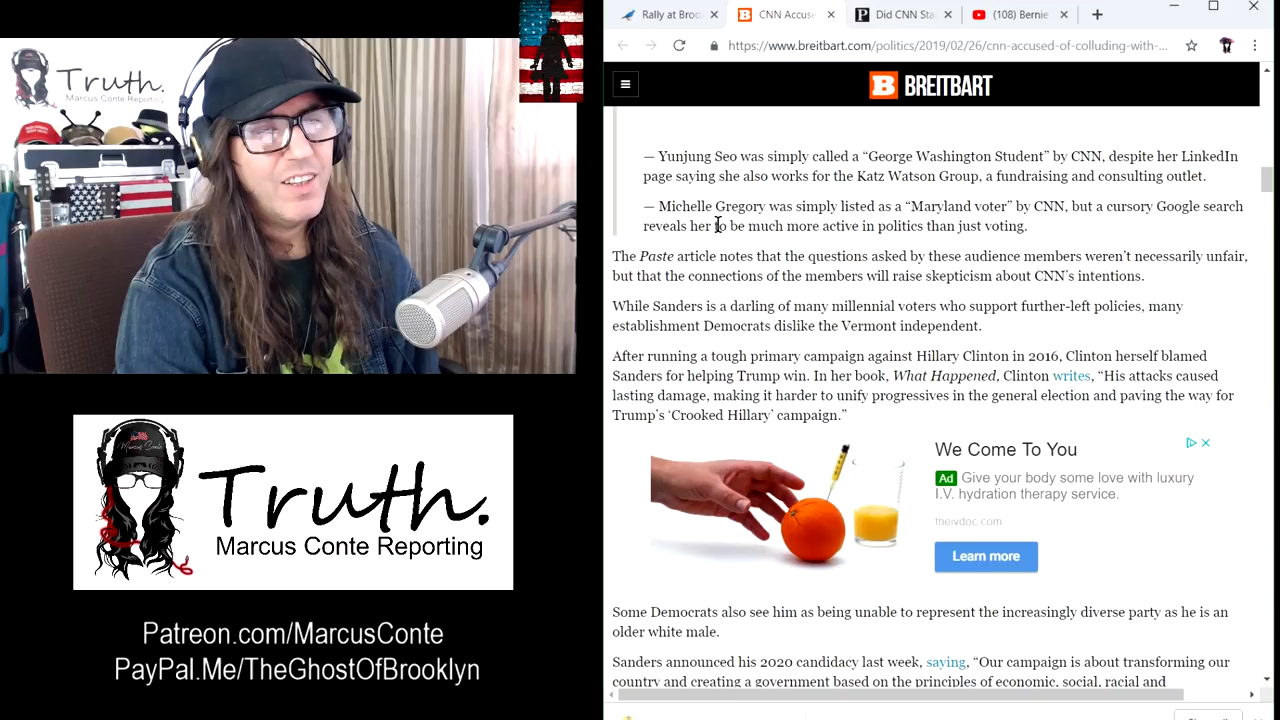 Truth.
Marcus Conte Reporting
Truth.
Marcus Conte Reporting
Patreon.com/MarcusConte
PayPal.Me/TheGhostOfBrooklyn
Rally at Broo
CNN Accuse
Did CNN Sta
(108) Bernie
https://www.breitbart.com/politics/2019/02/26/cnn-accused-of-colluding-with-...
BREITBART
— Yunjung Seo was simply called a “George Washington Student” by CNN, despite her LinkedIn
page saying she also works for the Katz Watson Group, a fundraising and consulting outlet.
— Michelle Gregory was simply listed as a “Maryland voter” by CNN, but a cursory Google search
reveals her to be much more active in politics than just voting.
The Paste article notes that the questions asked by these audience members weren’t necessarily unfair,
but that the connections of the members will raise skepticism about CNN’s intentions.
While Sanders is a darling of many millennial voters who support further-left policies, many
establishment Democrats dislike the Vermont independent.
After running a tough primary campaign against Hillary Clinton in 2016, Clinton herself blamed
Sanders for helping Trump win. In her book, What Happened, Clinton writes, “His attacks caused
lasting damage, making it harder to unify progressives in the general election and paving the way for
Trump’s ‘Crooked Hillary’ campaign.”
We Come To You
Ad Give your body some love with luxury
I.V. hydration therapy service.
theivdoc.com
Learn more
Some Democrats also see him as being unable to represent the increasingly diverse party as he is an
older white male.
Sanders announced his 2020 candidacy last week, saying, “Our campaign is about transforming our
country and creating a government based on the principles of economic, social, racial and